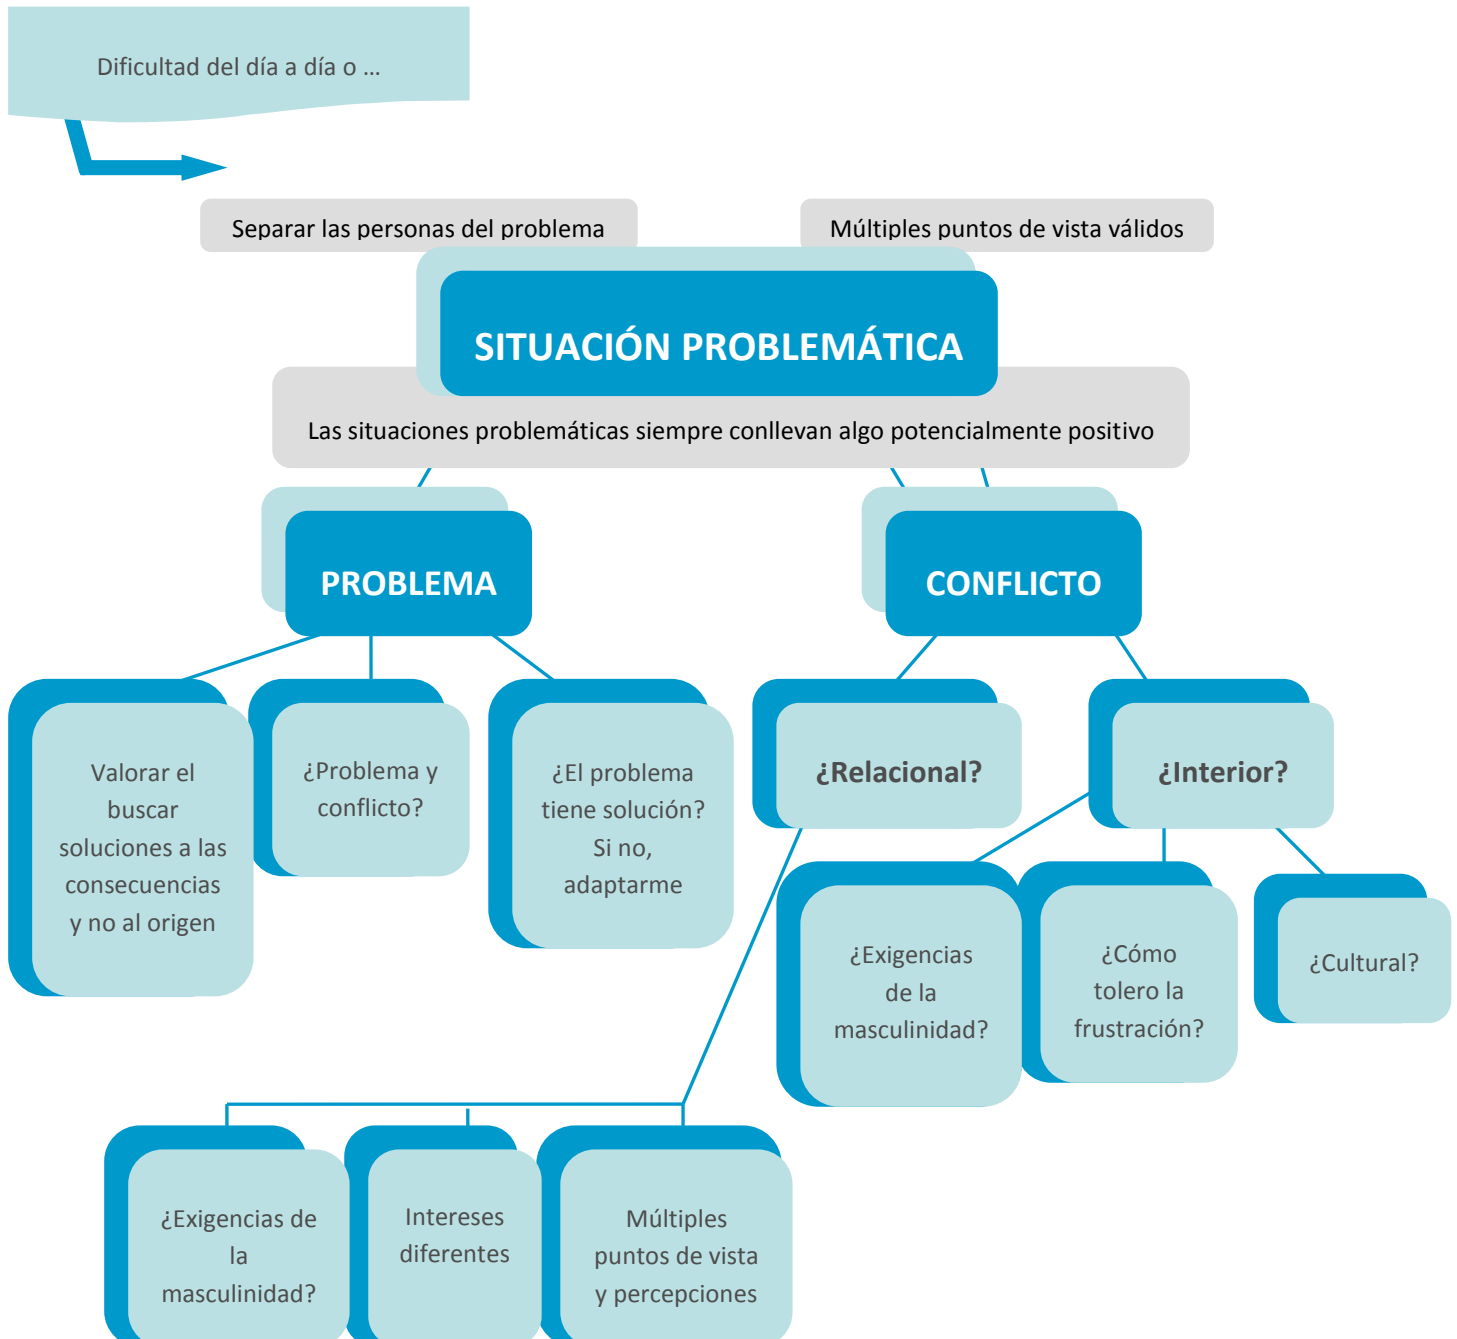 Dificultad del día a día o ...
Separar las personas del problema
Múltiples puntos de vista válidos
SITUACIÓN PROBLEMÁTICA
Las situaciones problemáticas siempre conllevan algo potencialmente positivo
PROBLEMA
CONFLICTO
Valorar el
buscar
soluciones a las
consecuencias
y no al origen
¿Problema y
conflicto?
¿El problema
tiene solución?
Si no,
adaptarme
¿Relacional?
¿Interior?
¿Exigencias
de la
masculinidad?
¿Cómo
tolero la
frustración?
¿Cultural?
¿Exigencias de
la
masculinidad?
Intereses
diferentes
Múltiples
puntos de vista
y percepciones